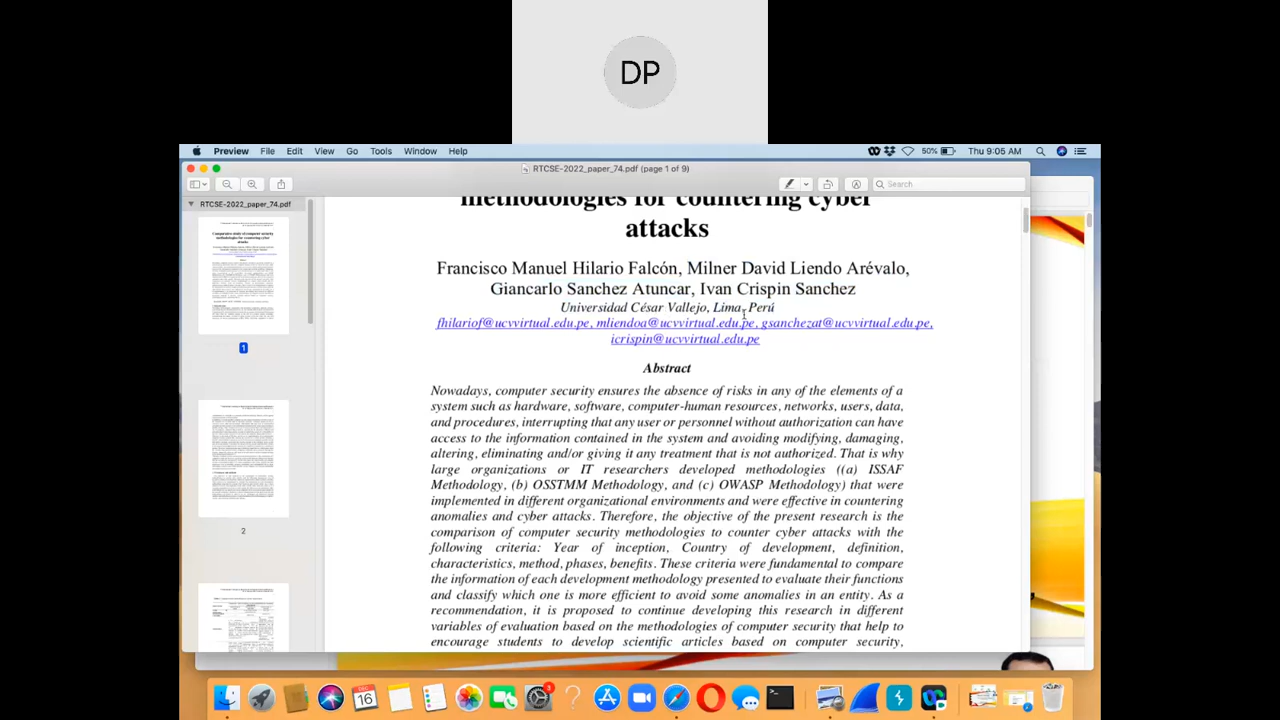 DP
Preview File Edit View Go Tools Window Help 50% Thu 9:05 AM
RTCSE-2022_paper_74.pdf (page 1 of 9)
Search
RTCSE-2022_paper_74.pdf
1
2
methodologies for countering cyber
attacks
Francisco Manuel Hilario Falcón, Milner David Liendo Arévalo,
Giancarlo Sanchez Atuncar, Ivan Crispin Sanchez
Universidad César Vallejo, Lima, Perú
fhilariof@ucvvirtual.edu.pe, mliendoa@ucvvirtual.edu.pe, gsanchezat@ucvvirtual.edu.pe,
icrispin@ucvvirtual.edu.pe
Abstract
Nowadays, computer security ensures the absence of risks in any of the elements of a
system such as hardware, software, computer-human resources, networks, users, data,
and procedures, interrupting that any user or personnel without authorization can have
access to the information contained in the system and avoiding modifying, damaging,
altering, eliminating and/or giving it any treatment that is not authorized. That is why
large organizations or IT researchers developed methodologies (a) ISSAF
Methodology, (b) OSSTMM Methodology, and (c) OWASP Methodology) that were
implemented in different organizational environments and were effective in countering
anomalies and cyber attacks. Therefore, the objective of the present research is the
comparison of computer security methodologies to counter cyber attacks with the
following criteria: Year of inception, Country of development, definition,
characteristics, method, phases, benefits. These criteria were fundamental to compare
the information of each development methodology presented to evaluate their functions
and classify which one is more efficient to avoid some anomalies in an entity. As a
recommendation, it is proposed to continue developing this research in different
variables of evaluation based on the methodologies of computer security that help to
encourage students to develop scientific articles based on computer security,
DEC
16